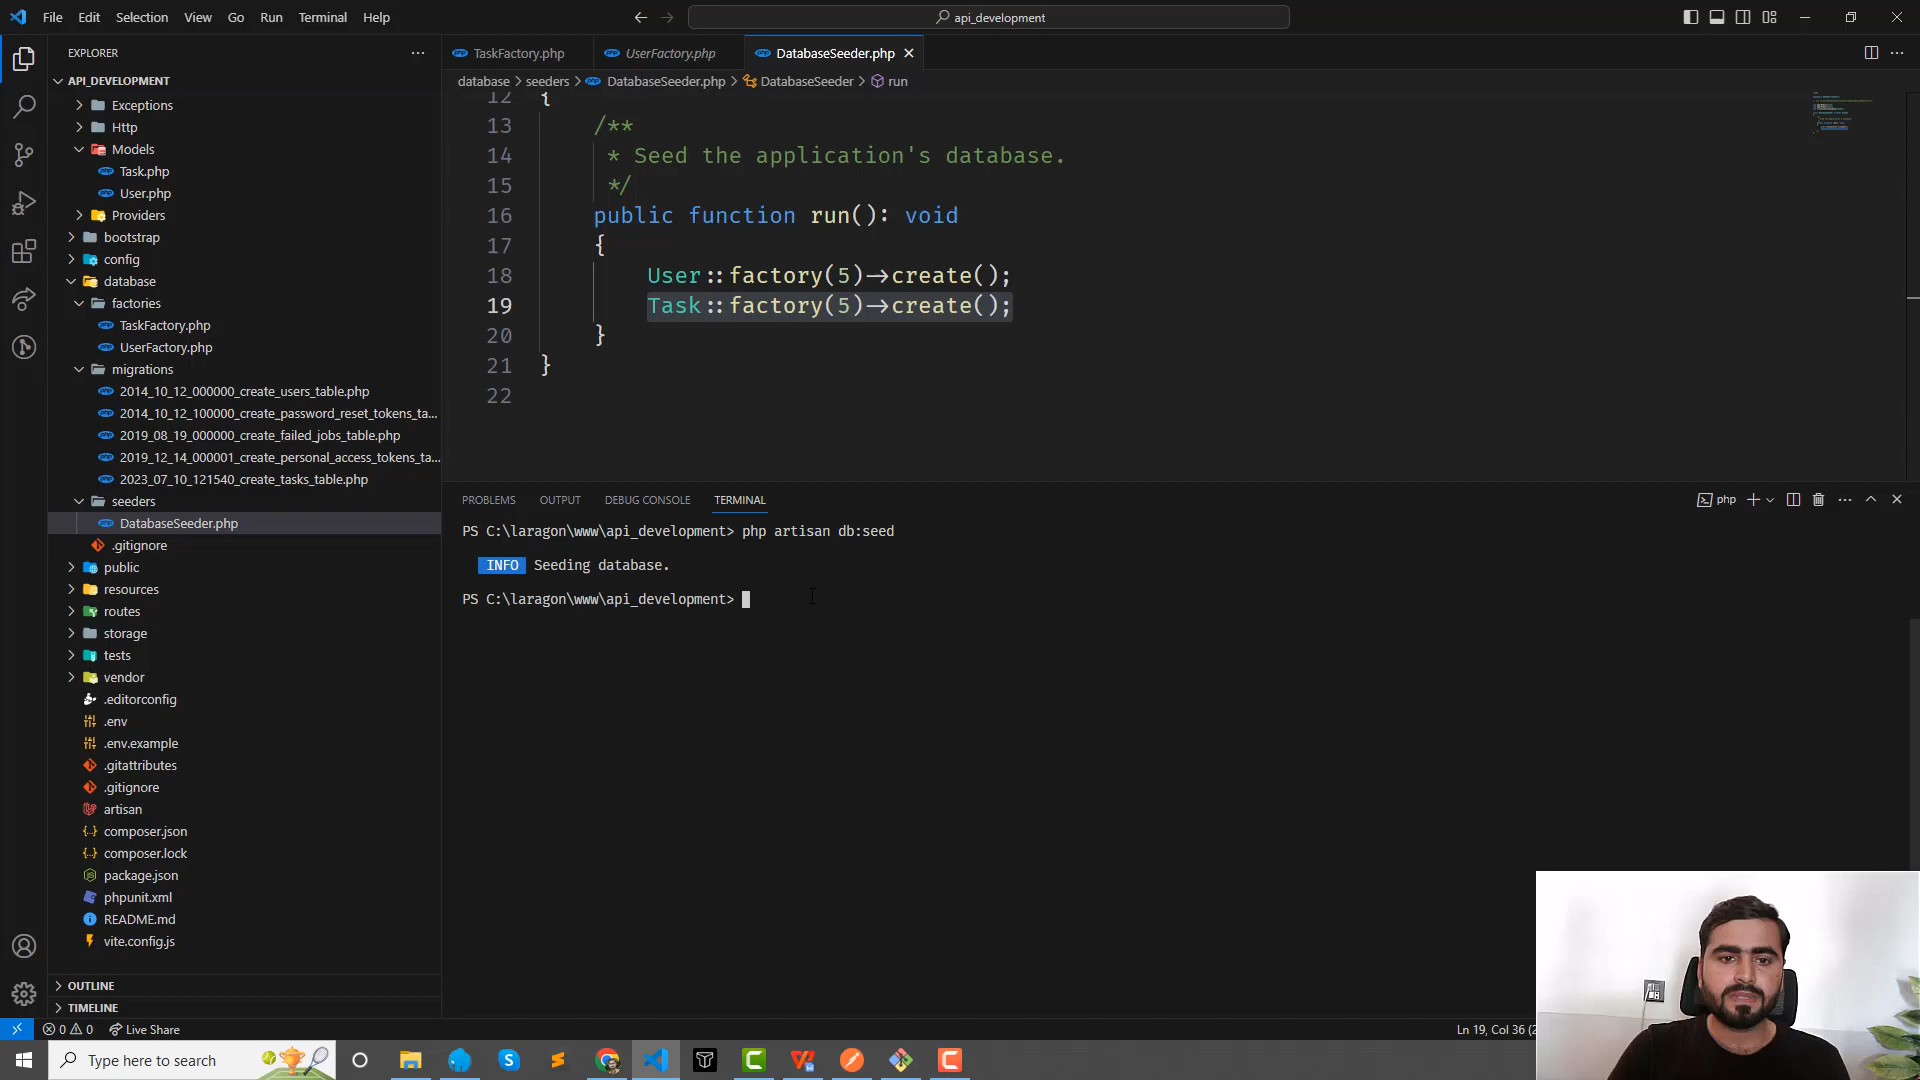 File Edit Selection View Go Run Terminal Help
api_development
EXPLORER
API_DEVELOPMENT
Exceptions
Http
Models
Task.php
User.php
Providers
bootstrap
config
database
factories
TaskFactory.php
UserFactory.php
migrations
2014_10_12_000000_create_users_table.php
2014_10_12_100000_create_password_reset_tokens_ta...
2019_08_19_000000_create_failed_jobs_table.php
2019_12_14_000001_create_personal_access_tokens_ta...
2023_07_10_121540_create_tasks_table.php
seeders
DatabaseSeeder.php
.gitignore
public
resources
routes
storage
tests
vendor
.editorconfig
.env
.env.example
.gitattributes
.gitignore
artisan
composer.json
composer.lock
package.json
phpunit.xml
README.md
vite.config.js
OUTLINE
TIMELINE
TaskFactory.php UserFactory.php DatabaseSeeder.php
database > seeders > DatabaseSeeder.php > DatabaseSeeder > run
12 {
13 /**
14 * Seed the application's database.
15 */
16 public function run(): void
17 {
18 User::factory(5)->create();
19 Task::factory(5)->create();
20 }
21 }
22
PROBLEMS OUTPUT DEBUG CONSOLE TERMINAL
php
PS C:\laragon\www\api_development> php artisan db:seed
INFO Seeding database.
PS C:\laragon\www\api_development>
0 0 Live Share
Ln 19, Col 36
Type here to search